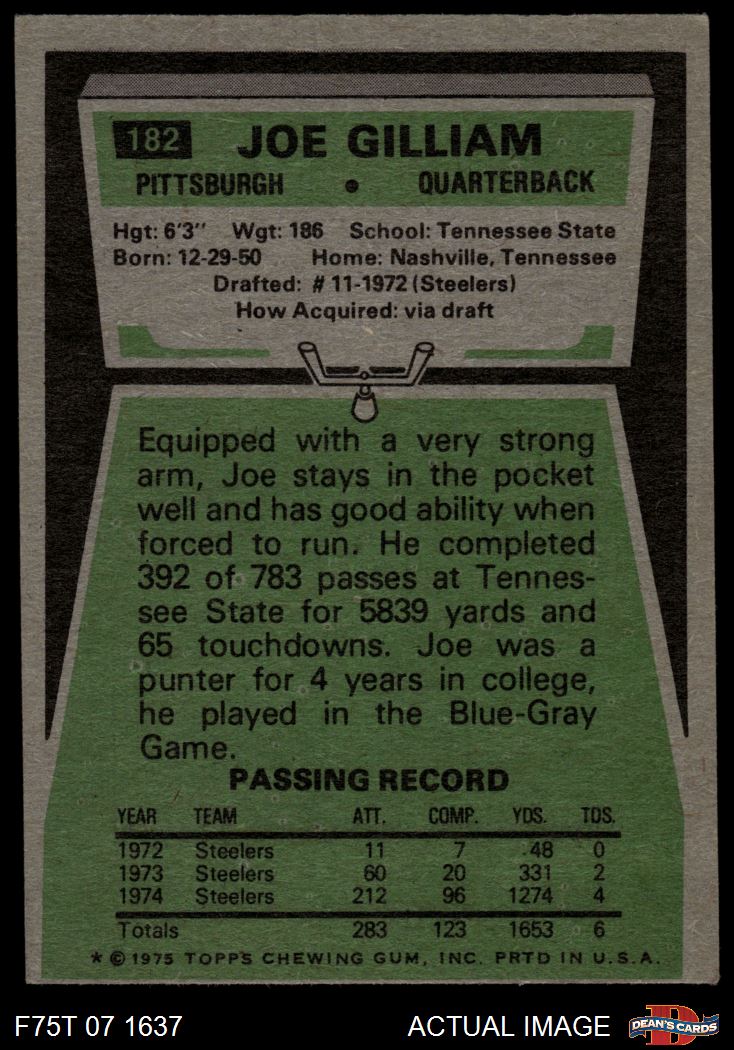 182 JOE GILLIAM
PITTSBURGH • QUARTERBACK
Hgt: 6'3" Wgt: 186 School: Tennessee State
Born: 12-29-50 Home: Nashville, Tennessee
Drafted: #11-1972 (Steelers)
How Acquired: via draft
Equipped with a very strong
arm, Joe stays in the pocket
well and has good ability when
forced to run. He completed
392 of 783 passes at Tennes-
see State for 5839 yards and
65 touchdowns. Joe was a
punter for 4 years in college,
he played in the Blue-Gray
Game.
PASSING RECORD
YEAR TEAM ATT. COMP. YDS. TDS.
1972 Steelers 11 7 48 0
1973 Steelers 60 20 331 2
1974 Steelers 212 96 1274 4
Totals 283 123 1653 6
* © 1975 TOPPS CHEWING GUM, INC. PRTD IN U.S.A.
F75T 07 1637 ACTUAL IMAGE DEAN'S CARDS